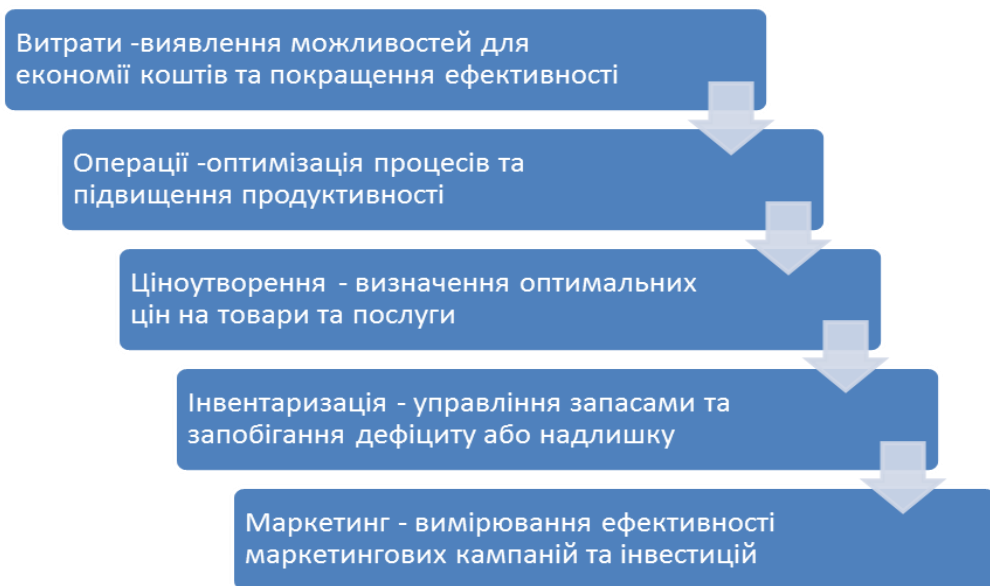 Витрати -виявлення можливостей для
економії коштів та покращення ефективності
Операції -оптимізація процесів та
підвищення продуктивності
Ціноутворення - визначення оптимальних
цін на товари та послуги
Інвентаризація - управління запасами та
запобігання дефіциту або надлишку
Маркетинг - вимірювання ефективності
маркетингових кампаній та інвестицій